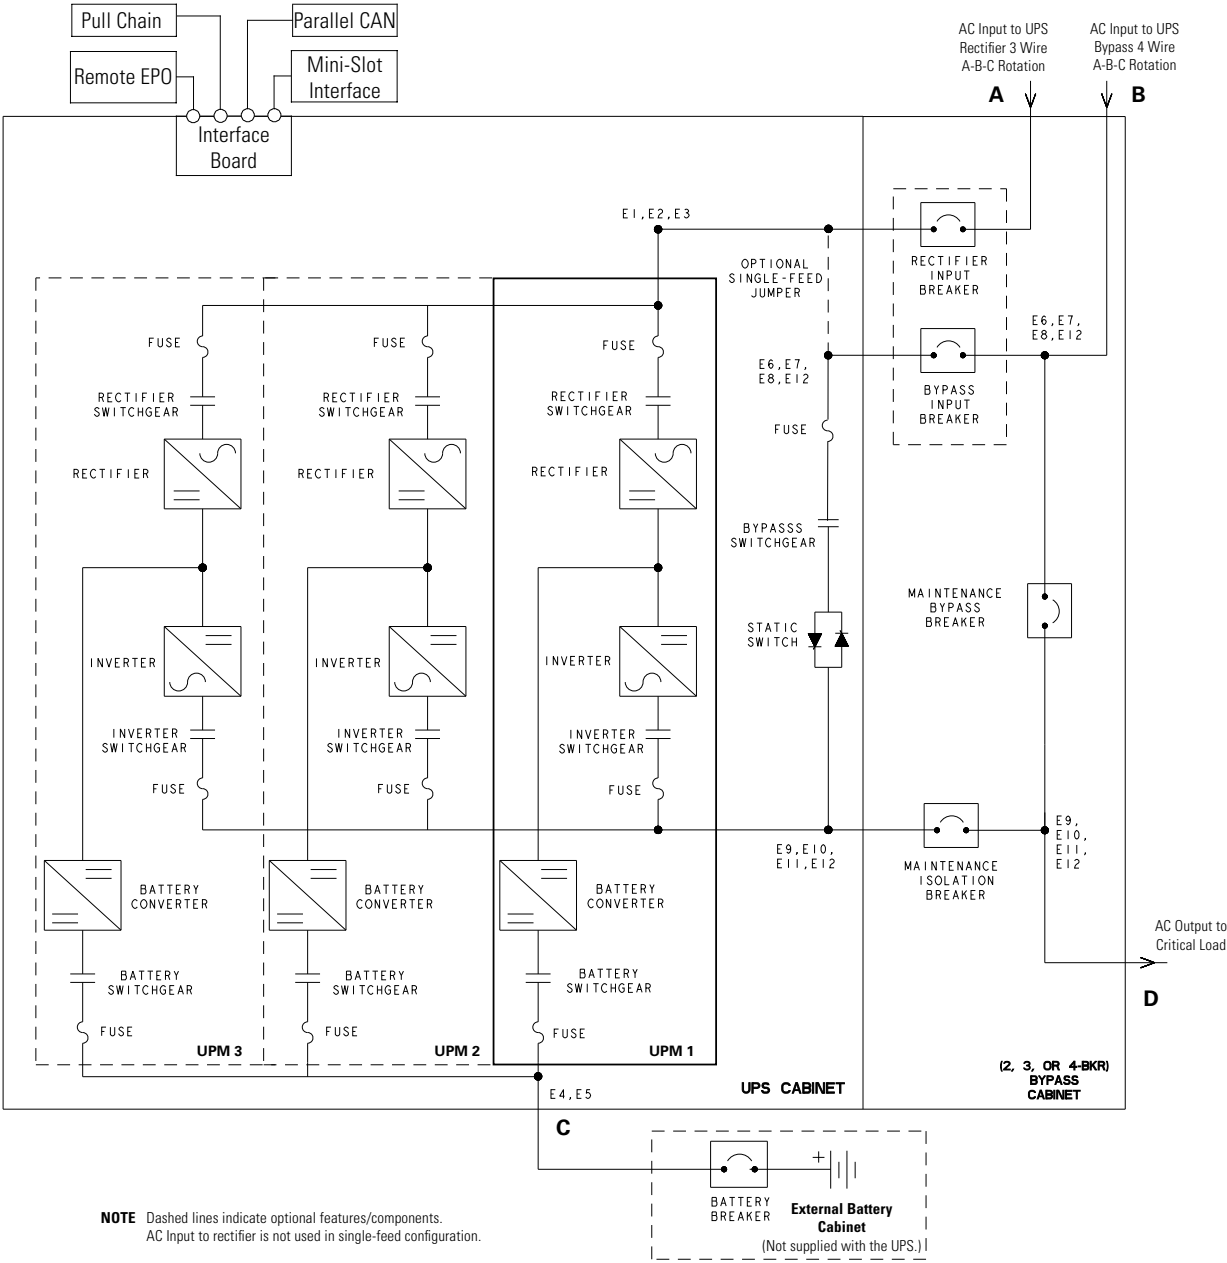 Pull Chain
Parallel CAN
Remote EPO
Mini-Slot
Interface
Interface
Board
AC Input to UPS
Rectifier 3 Wire
A-B-C Rotation
AC Input to UPS
Bypass 4 Wire
A-B-C Rotation
A
B
E1,E2,E3
OPTIONAL
SINGLE-FEED
JUMPER
RECTIFIER
INPUT
BREAKER
E6,E7,
E8,E12
E6,E7,
E8,E12
BYPASS
INPUT
BREAKER
FUSE
FUSE
FUSE
RECTIFIER
SWITCHGEAR
RECTIFIER
SWITCHGEAR
RECTIFIER
SWITCHGEAR
FUSE
RECTIFIER
RECTIFIER
RECTIFIER
BYPASSS
SWITCHGEAR
MAINTENANCE
BYPASS
BREAKER
STATIC
SWITCH
INVERTER
INVERTER
INVERTER
INVERTER
SWITCHGEAR
INVERTER
SWITCHGEAR
INVERTER
SWITCHGEAR
FUSE
FUSE
FUSE
E9,E10,
E11,E12
MAINTENANCE
ISOLATION
BREAKER
E9,
E10,
E11,
E12
BATTERY
CONVERTER
BATTERY
CONVERTER
BATTERY
CONVERTER
AC Output to
Critical Load
D
BATTERY
SWITCHGEAR
BATTERY
SWITCHGEAR
BATTERY
SWITCHGEAR
FUSE
FUSE
FUSE
UPM 3
UPM 2
UPM 1
E4,E5
UPS CABINET
(2, 3, OR 4-BKR)
BYPASS
CABINET
C
+
BATTERY
BREAKER
External Battery
Cabinet
(Not supplied with the UPS.)
NOTE Dashed lines indicate optional features/components.
AC Input to rectifier is not used in single-feed configuration.